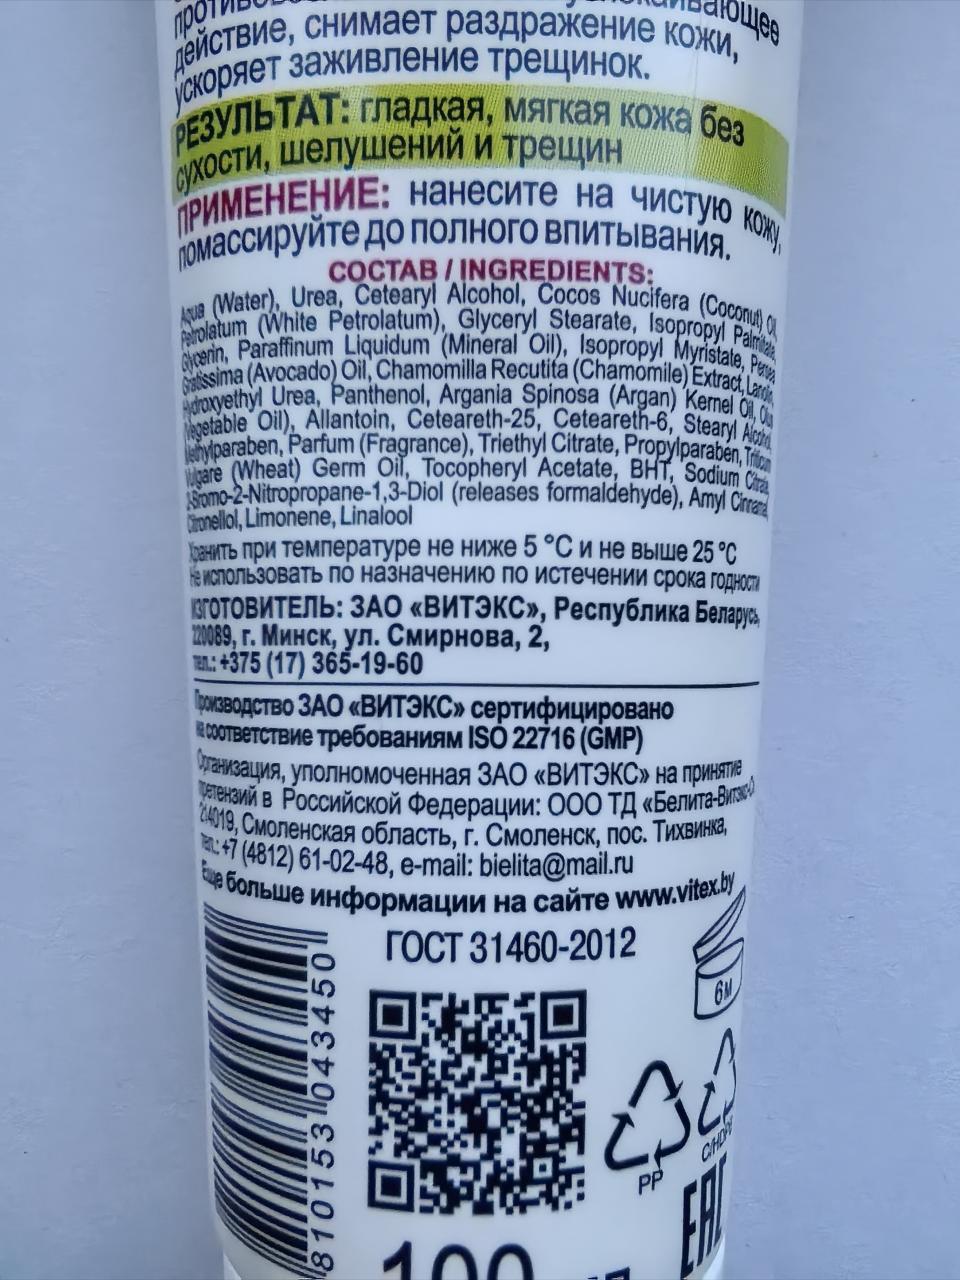 действие, снимает раздражение кожи,
ускоряет заживление трещинок.
РЕЗУЛЬТАТ: гладкая, мягкая кожа без
сухости, шелушений и трещин
ПРИМЕНЕНИЕ: нанесите на чистую кожу,
помассируйте до полного впитывания.
СОСТАВ / INGREDIENTS:
Aqua (Water), Urea, Cetearyl Alcohol, Cocos Nucifera (Coconut) Oil,
Petrolatum (White Petrolatum), Glyceryl Stearate, Isopropyl Palmitate,
Glycerin, Paraffinum Liquidum (Mineral Oil), Isopropyl Myristate, Persea
Gratissima (Avocado) Oil, Chamomilla Recutita (Chamomile) Extract, Lanolin,
Hydroxyethyl Urea, Panthenol, Argania Spinosa (Argan) Kernel Oil, Olus
(Vegetable Oil), Allantoin, Ceteareth-25, Ceteareth-6, Stearyl Alcohol,
Methylparaben, Parfum (Fragrance), Triethyl Citrate, Propylparaben, Triticum
Vulgare (Wheat) Germ Oil, Tocopheryl Acetate, BHT, Sodium Citrate,
2-Bromo-2-Nitropropane-1,3-Diol (releases formaldehyde), Amyl Cinnamal,
Citronellol, Limonene, Linalool
Хранить при температуре не ниже 5 °С и не выше 25 °С
Не использовать по назначению по истечении срока годности
ИЗГОТОВИТЕЛЬ: ЗАО «ВИТЭКС», Республика Беларусь,
220089, г. Минск, ул. Смирнова, 2,
тел.: +375 (17) 365-19-60
Производство ЗАО «ВИТЭКС» сертифицировано
на соответствие требованиям ISO 22716 (GMP)
Организация, уполномоченная ЗАО «ВИТЭКС» на принятие
претензий в Российской Федерации: ООО ТД «Белита-Витэкс-
214019, Смоленская область, г. Смоленск, пос. Тихвинка,
тел.: +7 (4812) 61-02-48, e-mail: bielita@mail.ru
Еще больше информации на сайте www.vitex.by
ГОСТ 31460-2012
6М
810153 043450
PP
C/HDPE
EAC
100